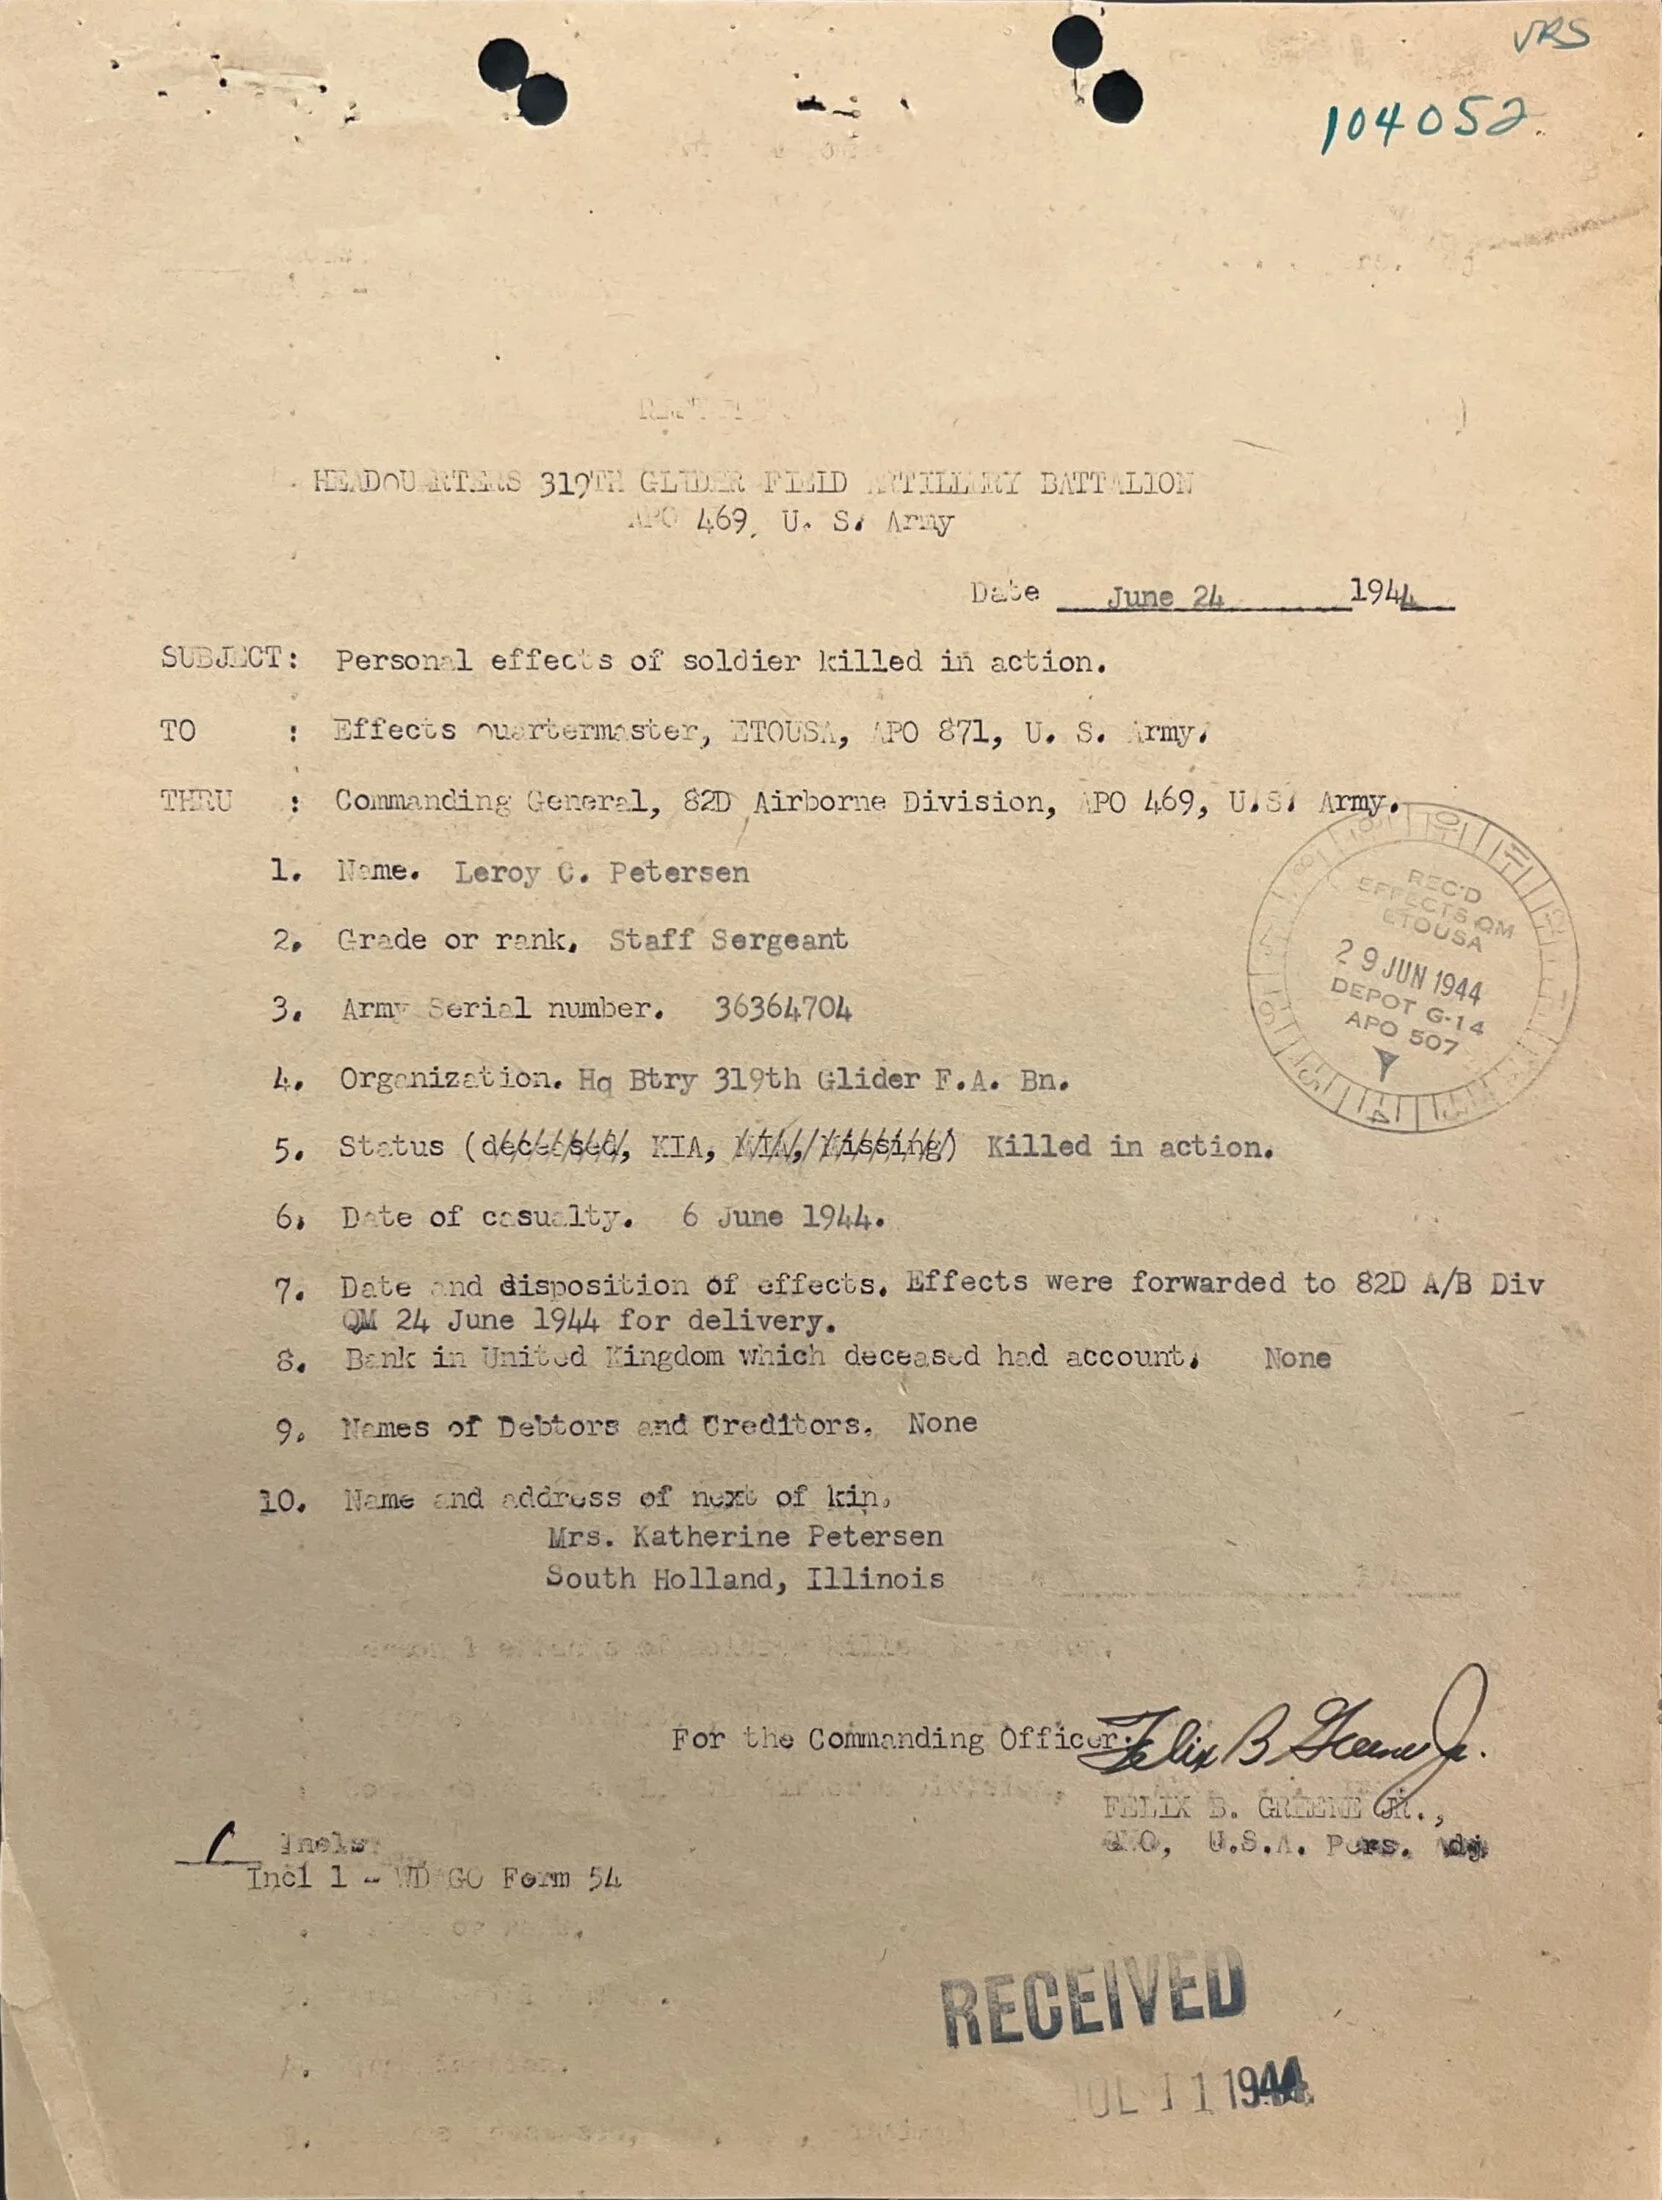 VRS
104052
HEADQUARTERS 319TH GLIDER FIELD ARTILLERY BATTALION
APO 469, U. S. Army
Date June 24 1944
SUBJECT: Personal effects of soldier killed in action.
TO : Effects Quartermaster, ETOUSA, APO 871, U. S. Army.
THRU : Commanding General, 82D Airborne Division, APO 469, U.S. Army.
1. Name. Leroy C. Petersen
2. Grade or rank. Staff Sergeant
3. Army Serial number. 36364704
4. Organization. Hq Btry 319th Glider F.A. Bn.
5. Status (deceased, KIA, MIA, Missing) Killed in action.
6. Date of casualty. 6 June 1944.
7. Date and disposition of effects. Effects were forwarded to 82D A/B Div
QM 24 June 1944 for delivery.
8. Bank in United Kingdom which deceased had account. None
9. Names of Debtors and Creditors. None
10. Name and address of next of kin.
Mrs. Katherine Petersen
South Holland, Illinois
REC'D
EFFECTS QM
ETOUSA
29 JUN 1944
DEPOT G-14
APO 507
For the Commanding Officer: Felix B Greene Jr.
FELIX B. GREENE JR.,
CWO, U.S.A. Pers. Adj
1 Incls.
Incl 1 - WD AGO Form 54
RECEIVED
JUL 11 1944